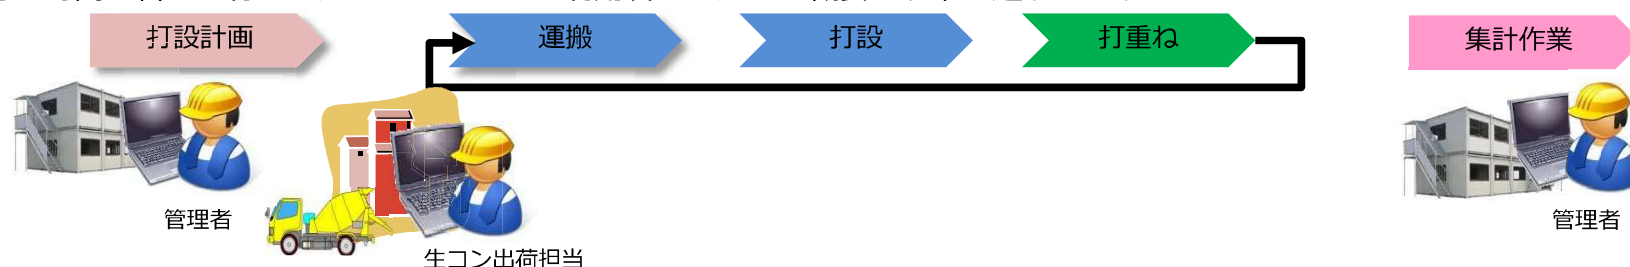 打設計画
運搬
打設
打重ね
集計作業
管理者
生コン出荷担当
管理者